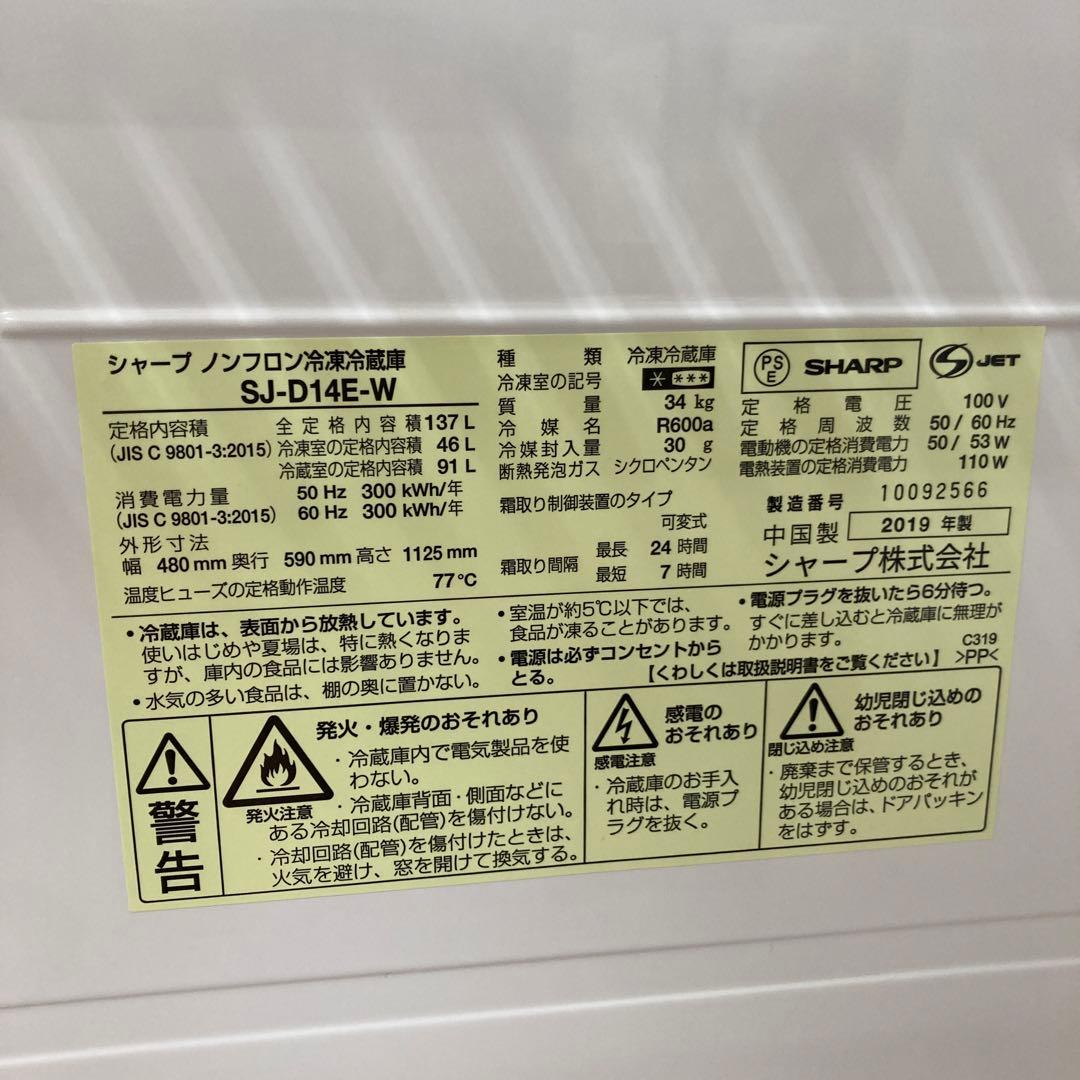 シャープ ノンフロン冷凍冷蔵庫
SJ-D14E-W
定格内容積 全定格内容積 137 L
(JIS C 9801-3:2015) 冷凍室の定格内容積 46 L
冷蔵室の定格内容積 91 L
消費電力量 50 Hz 300 kWh/年
(JIS C 9801-3:2015) 60 Hz 300 kWh/年
外形寸法
幅 480 mm 奥行 590 mm 高さ 1125 mm
温度ヒューズの定格動作温度 77℃
種類 冷凍冷蔵庫
冷凍室の記号 * ***
質量 34 kg
冷媒名 R600a
冷媒封入量 30 g
断熱発泡ガス シクロペンタン
霜取り制御装置のタイプ
可変式
霜取り間隔 最長 24 時間
最短 7 時間
PSE SHARP JET
定格電圧 100 V
定格周波数 50 / 60 Hz
電動機の定格消費電力 50 / 53 W
電熱装置の定格消費電力 110 W
製造番号 10092566
中国製 2019 年製
シャープ株式会社
・冷蔵庫は、表面から放熱しています。
使いはじめや夏場は、特に熱くなりま
すが、庫内の食品には影響ありません。
・水気の多い食品は、棚の奥に置かない。
・室温が約5℃以下では、
食品が凍ることがあります。
・電源は必ずコンセントから
とる。
・電源プラグを抜いたら6分待つ。
すぐに差し込むと冷蔵庫に無理が
かかります。 C319
【くわしくは取扱説明書をご覧ください】 >PP<
警告
発火・爆発のおそれあり
発火注意
・冷蔵庫内で電気製品を使
わない。
・冷蔵庫背面・側面などに
ある冷却回路(配管)を傷付けない。
・冷却回路(配管)を傷付けたときは、
火気を避け、窓を開けて換気する。
感電の
おそれあり
感電注意
・冷蔵庫のお手入
れ時は、電源プ
ラグを抜く。
幼児閉じ込めの
おそれあり
閉じ込め注意
・廃棄まで保管するとき、
幼児閉じ込めのおそれが
ある場合は、ドアパッキン
をはずす。